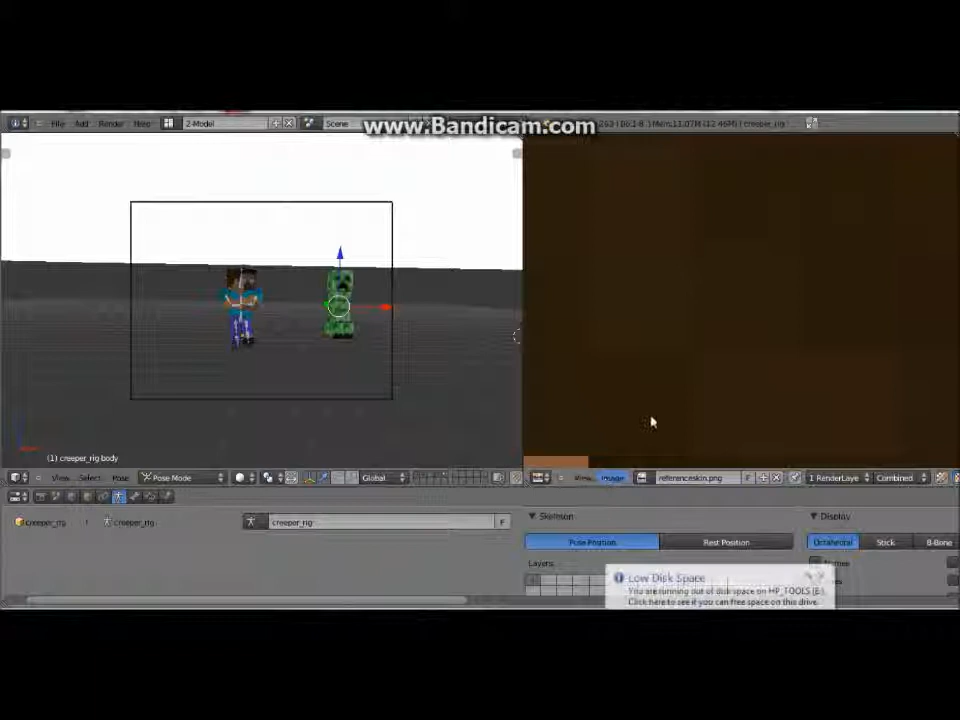 File Add Render Help 2-Model Scene
www.Bandicam.com
(1) creeper_rig body
View Select Pose Pose Mode Global
View Image referenceskin.png F 1 RenderLaye Combined
creeper_rig creeper_rig creeper_rig F
Skeleton Display
Pose Position Rest Position Octahedral Stick B-Bone
Layers:
Low Disk Space
You are running out of disk space on HP_TOOLS (E:)
Click here to see if you can free space on this drive.